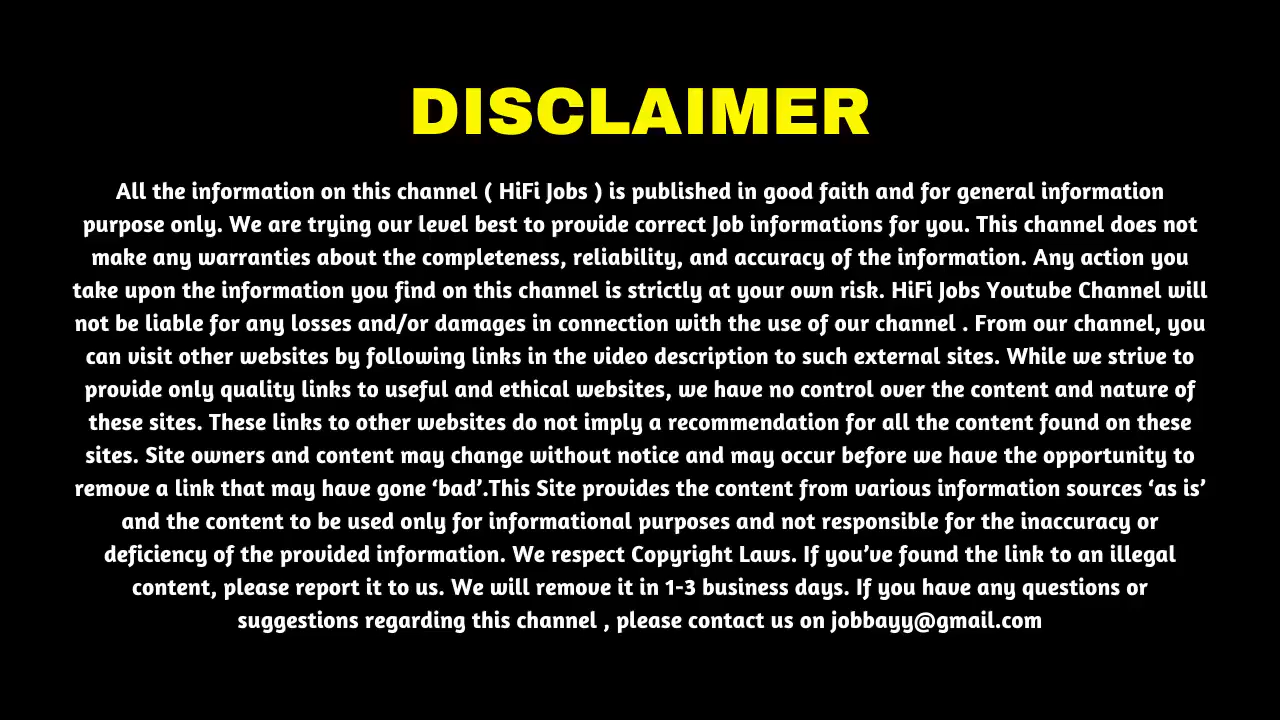 DISCLAIMER
All the information on this channel ( HiFi Jobs ) is published in good faith and for general information
purpose only. We are trying our level best to provide correct Job informations for you. This channel does not
make any warranties about the completeness, reliability, and accuracy of the information. Any action you
take upon the information you find on this channel is strictly at your own risk. HiFi Jobs Youtube Channel will
not be liable for any losses and/or damages in connection with the use of our channel . From our channel, you
can visit other websites by following links in the video description to such external sites. While we strive to
provide only quality links to useful and ethical websites, we have no control over the content and nature of
these sites. These links to other websites do not imply a recommendation for all the content found on these
sites. Site owners and content may change without notice and may occur before we have the opportunity to
remove a link that may have gone ‘bad’.This Site provides the content from various information sources ‘as is’
and the content to be used only for informational purposes and not responsible for the inaccuracy or
deficiency of the provided information. We respect Copyright Laws. If you’ve found the link to an illegal
content, please report it to us. We will remove it in 1-3 business days. If you have any questions or
suggestions regarding this channel , please contact us on jobbayy@gmail.com